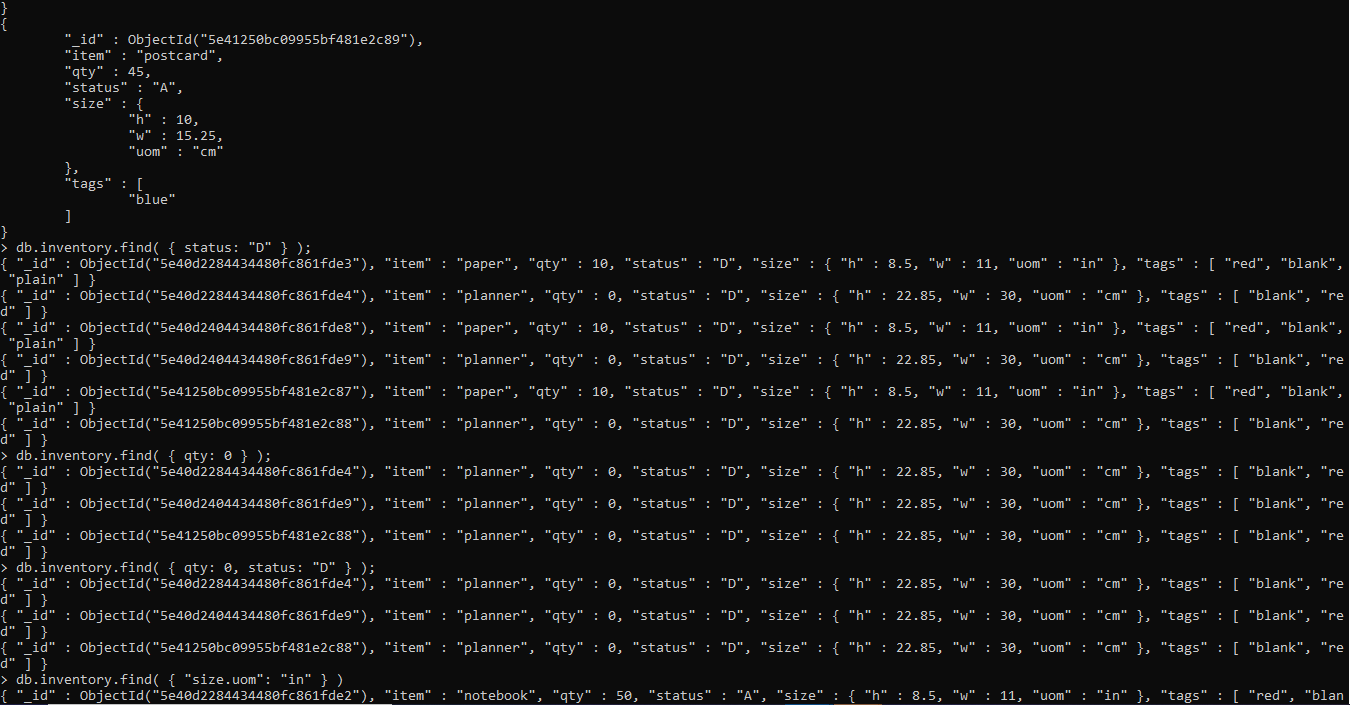 }
{
"_id" : ObjectId("5e41250bc09955bf481e2c89"),
"item" : "postcard",
"qty" : 45,
"status" : "A",
"size" : {
"h" : 10,
"w" : 15.25,
"uom" : "cm"
},
"tags" : [
"blue"
]
}
> db.inventory.find( { status: "D" } );
{ "_id" : ObjectId("5e40d2284434480fc861fde3"), "item" : "paper", "qty" : 10, "status" : "D", "size" : { "h" : 8.5, "w" : 11, "uom" : "in" }, "tags" : [ "red", "blank",
"plain" ] }
{ "_id" : ObjectId("5e40d2284434480fc861fde4"), "item" : "planner", "qty" : 0, "status" : "D", "size" : { "h" : 22.85, "w" : 30, "uom" : "cm" }, "tags" : [ "blank", "re
d" ] }
{ "_id" : ObjectId("5e40d2404434480fc861fde8"), "item" : "paper", "qty" : 10, "status" : "D", "size" : { "h" : 8.5, "w" : 11, "uom" : "in" }, "tags" : [ "red", "blank",
"plain" ] }
{ "_id" : ObjectId("5e40d2404434480fc861fde9"), "item" : "planner", "qty" : 0, "status" : "D", "size" : { "h" : 22.85, "w" : 30, "uom" : "cm" }, "tags" : [ "blank", "re
d" ] }
{ "_id" : ObjectId("5e41250bc09955bf481e2c87"), "item" : "paper", "qty" : 10, "status" : "D", "size" : { "h" : 8.5, "w" : 11, "uom" : "in" }, "tags" : [ "red", "blank",
"plain" ] }
{ "_id" : ObjectId("5e41250bc09955bf481e2c88"), "item" : "planner", "qty" : 0, "status" : "D", "size" : { "h" : 22.85, "w" : 30, "uom" : "cm" }, "tags" : [ "blank", "re
d" ] }
> db.inventory.find( { qty: 0 } );
{ "_id" : ObjectId("5e40d2284434480fc861fde4"), "item" : "planner", "qty" : 0, "status" : "D", "size" : { "h" : 22.85, "w" : 30, "uom" : "cm" }, "tags" : [ "blank", "re
d" ] }
{ "_id" : ObjectId("5e40d2404434480fc861fde9"), "item" : "planner", "qty" : 0, "status" : "D", "size" : { "h" : 22.85, "w" : 30, "uom" : "cm" }, "tags" : [ "blank", "re
d" ] }
{ "_id" : ObjectId("5e41250bc09955bf481e2c88"), "item" : "planner", "qty" : 0, "status" : "D", "size" : { "h" : 22.85, "w" : 30, "uom" : "cm" }, "tags" : [ "blank", "re
d" ] }
> db.inventory.find( { qty: 0, status: "D" } );
{ "_id" : ObjectId("5e40d2284434480fc861fde4"), "item" : "planner", "qty" : 0, "status" : "D", "size" : { "h" : 22.85, "w" : 30, "uom" : "cm" }, "tags" : [ "blank", "re
d" ] }
{ "_id" : ObjectId("5e40d2404434480fc861fde9"), "item" : "planner", "qty" : 0, "status" : "D", "size" : { "h" : 22.85, "w" : 30, "uom" : "cm" }, "tags" : [ "blank", "re
d" ] }
{ "_id" : ObjectId("5e41250bc09955bf481e2c88"), "item" : "planner", "qty" : 0, "status" : "D", "size" : { "h" : 22.85, "w" : 30, "uom" : "cm" }, "tags" : [ "blank", "re
d" ] }
> db.inventory.find( { "size.uom": "in" } )
{ "_id" : ObjectId("5e40d2284434480fc861fde2"), "item" : "notebook", "qty" : 50, "status" : "A", "size" : { "h" : 8.5, "w" : 11, "uom" : "in" }, "tags" : [ "red", "blan